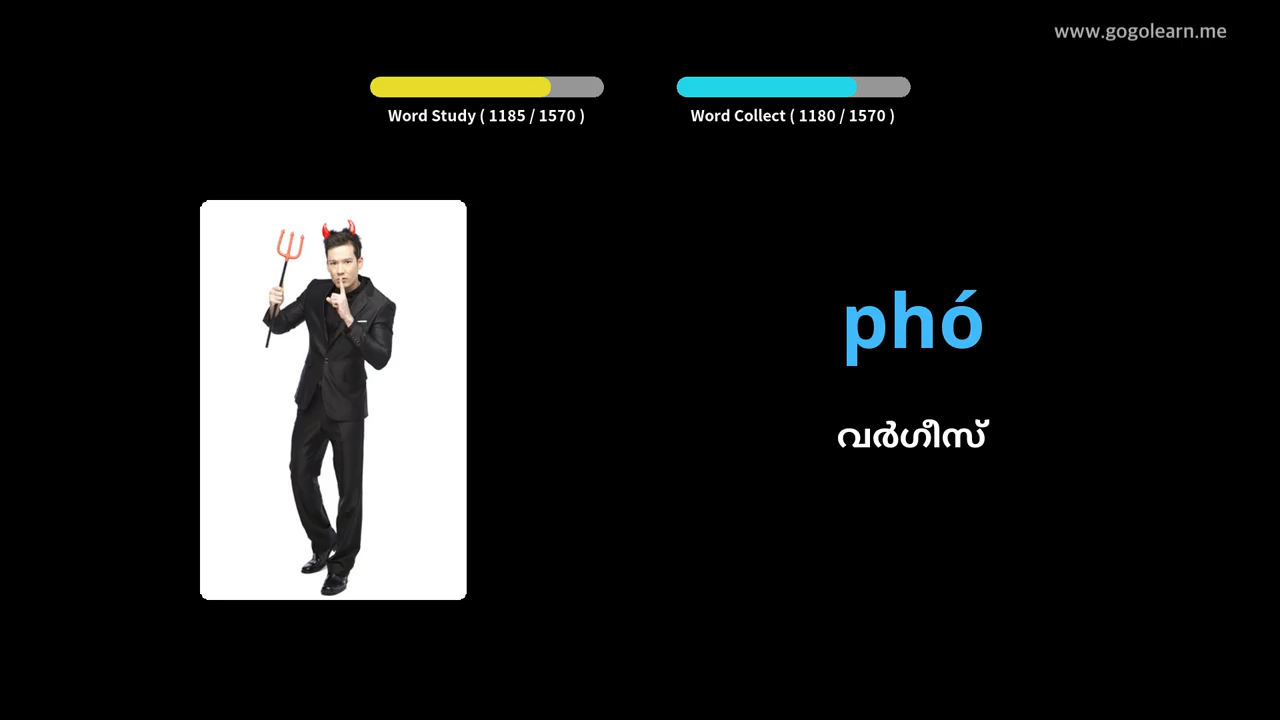 www.gogolearn.me
Word Study ( 1185 / 1570 )
Word Collect ( 1180 / 1570 )
phó
വർഗീസ്